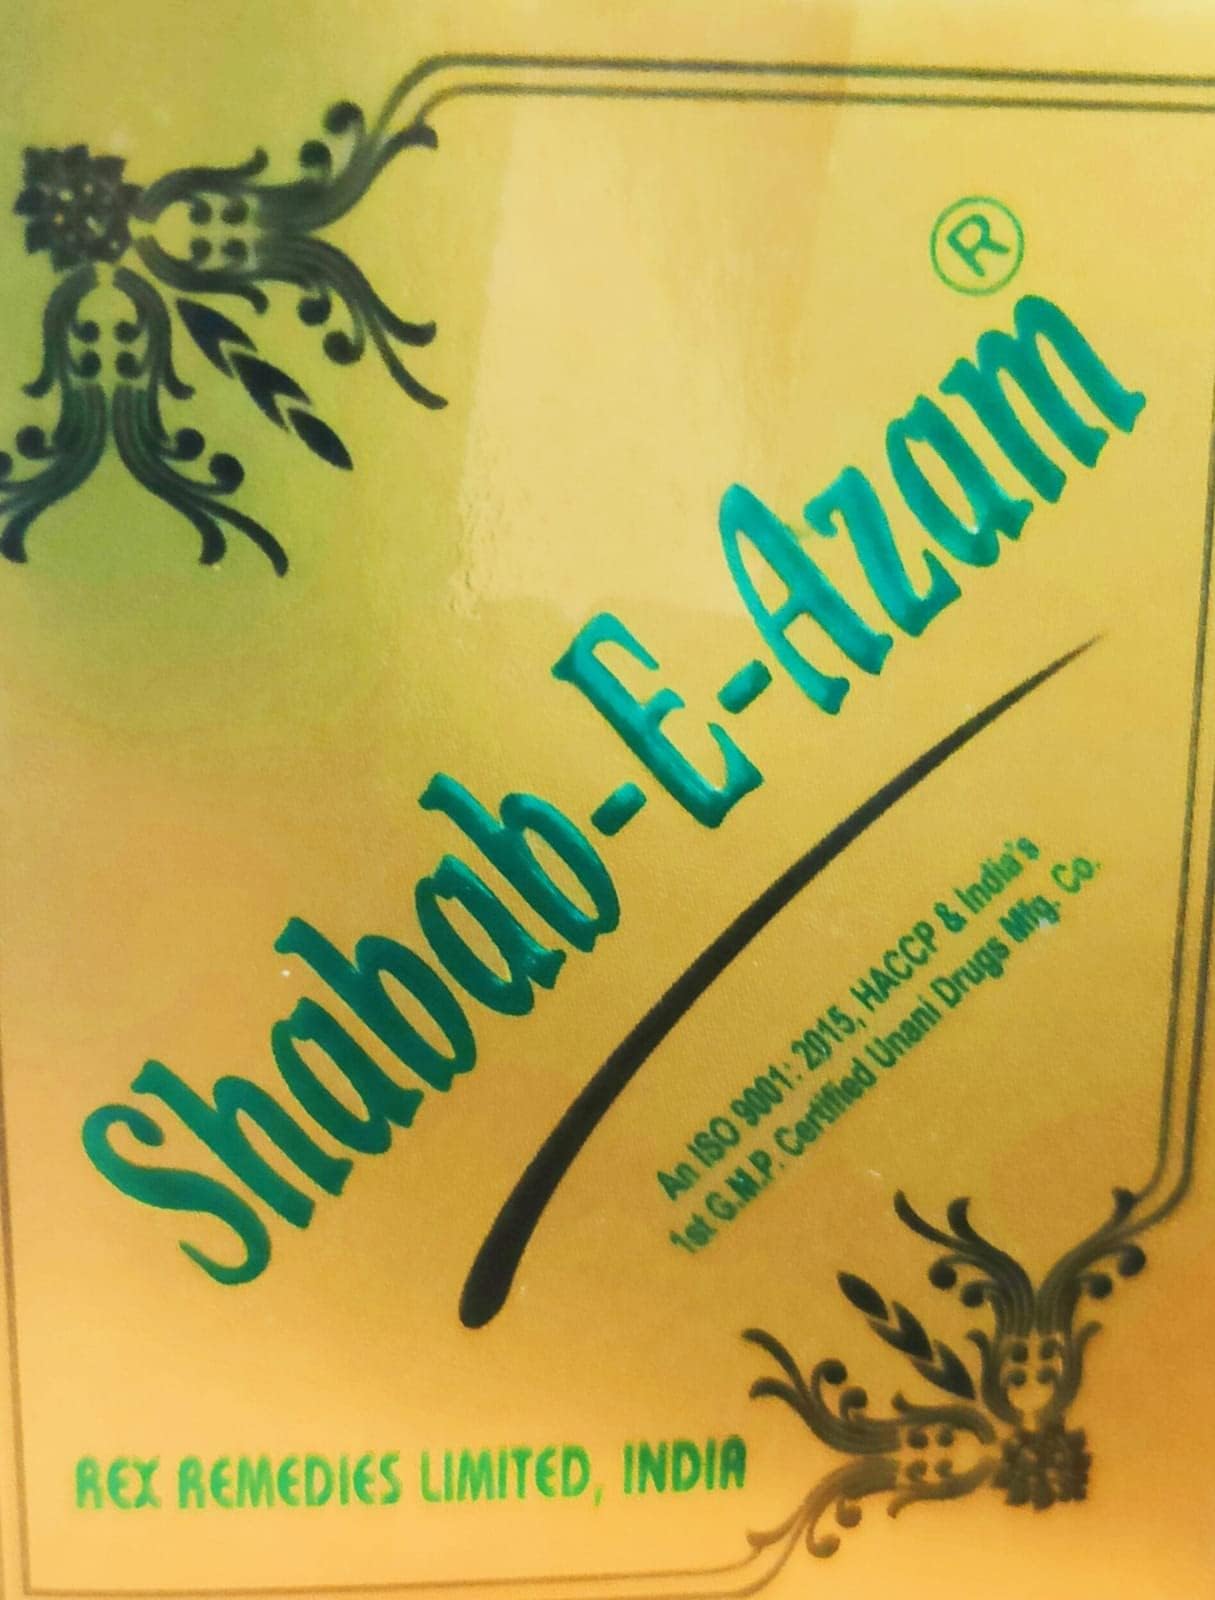 Shabab-E-Azam®
An ISO 9001: 2015, HACCP & India's
1st G.M.P. Certified Unani Drugs Mfg. Co.
REX REMEDIES LIMITED, INDIA